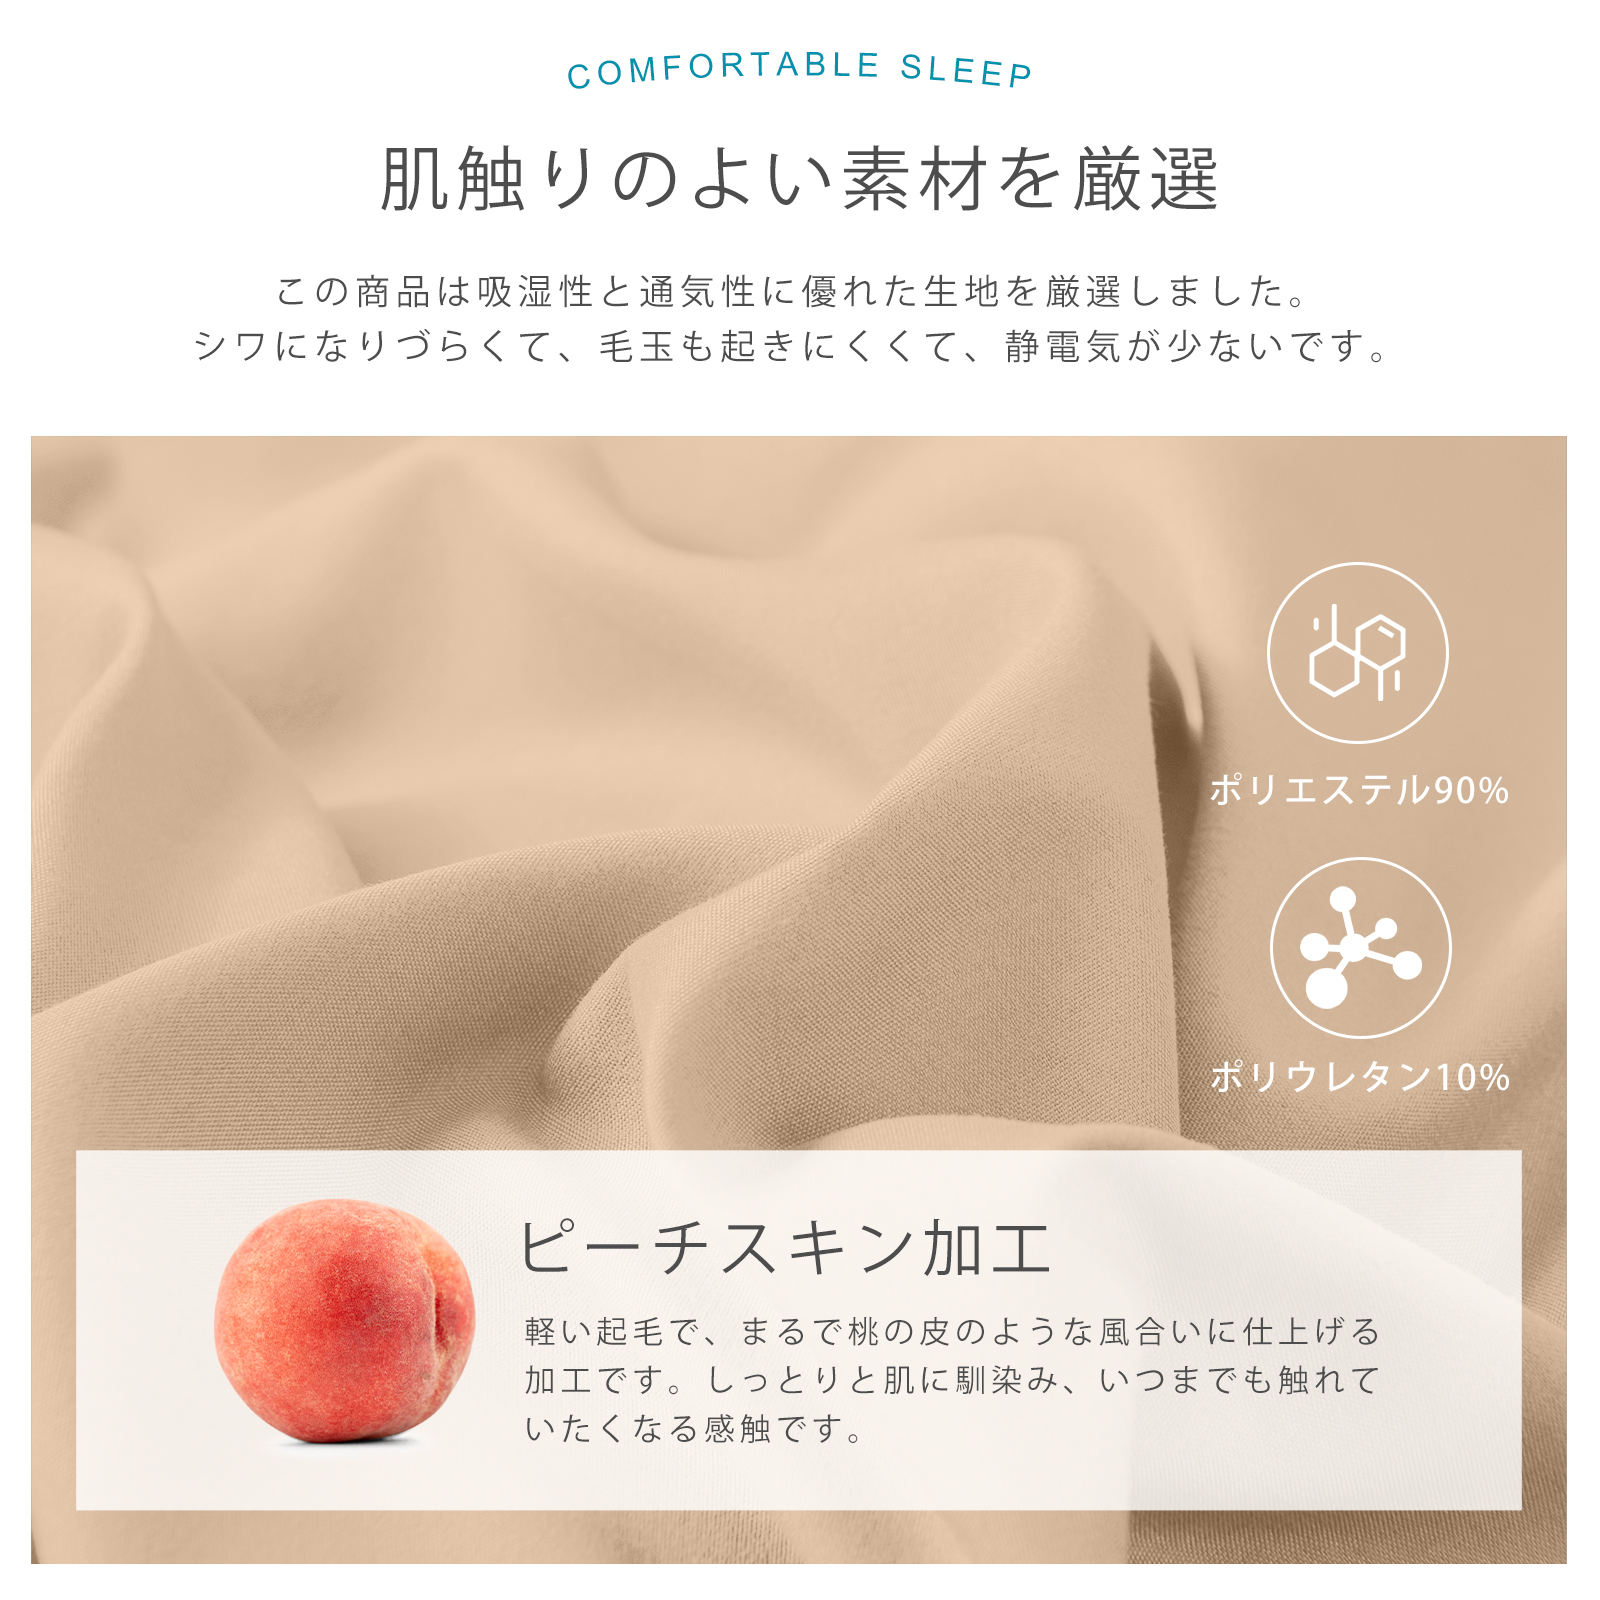 COMFORTABLE SLEEP
肌触りのよい素材を厳選
この商品は吸湿性と通気性に優れた生地を厳選しました。
シワになりづらくて、毛玉も起きにくくて、静電気が少ないです。
ポリエステル90%
ポリウレタン10%
ピーチスキン加工
軽い起毛で、まるで桃の皮のような風合いに仕上げる
加工です。しっとりと肌に馴染み、いつまでも触れて
いたくなる感触です。